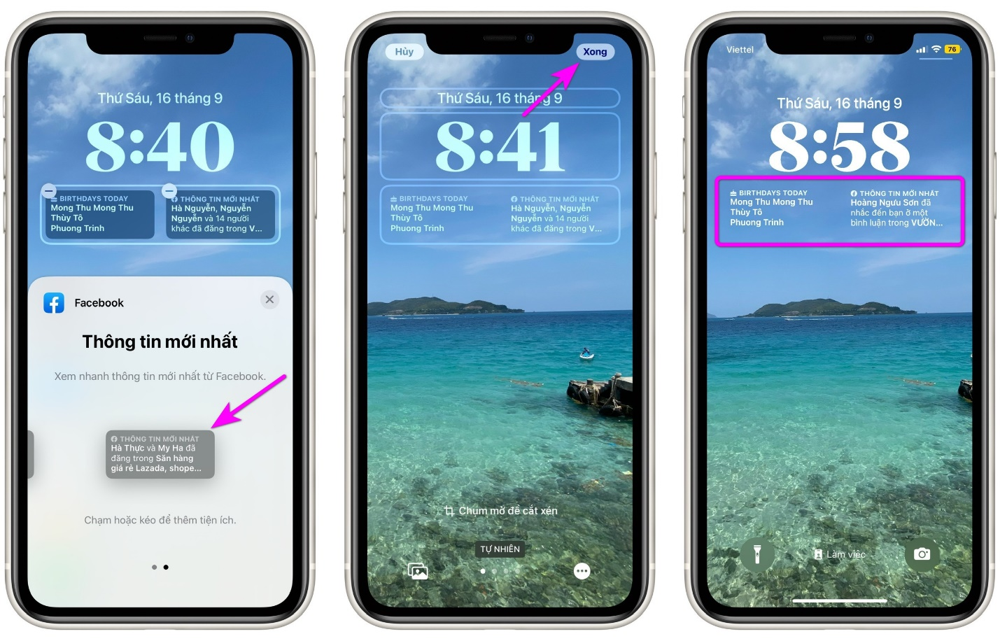 Thứ Sáu, 16 tháng 9
8:40
BIRTHDAYS TODAY
Mong Thu Mong Thu
Thùy Tô
Phuong Trinh
THÔNG TIN MỚI NHẤT
Hà Nguyễn, Nguyễn
Nguyễn và 14 người
khác đã đăng trong V...
Facebook
Thông tin mới nhất
Xem nhanh thông tin mới nhất từ Facebook.
THÔNG TIN MỚI NHẤT
Hà Thực và My Ha đã
đăng trong Săn hàng
giá rẻ Lazada, shope...
Chạm hoặc kéo để thêm tiện ích.
Hủy
Xong
Thứ Sáu, 16 tháng 9
8:41
BIRTHDAYS TODAY
Mong Thu Mong Thu
Thùy Tô
Phuong Trinh
THÔNG TIN MỚI NHẤT
Hà Nguyễn, Nguyễn
Nguyễn và 14 người
khác đã đăng trong V...
Chụm mở để cắt xén
TỰ NHIÊN
Viettel
76
Thứ Sáu, 16 tháng 9
8:58
BIRTHDAYS TODAY
Mong Thu Mong Thu
Thùy Tô
Phuong Trinh
THÔNG TIN MỚI NHẤT
Hoàng Ngưu Sơn đã
nhắc đến bạn ở một
bình luận trong VƯỜN...
Làm việc